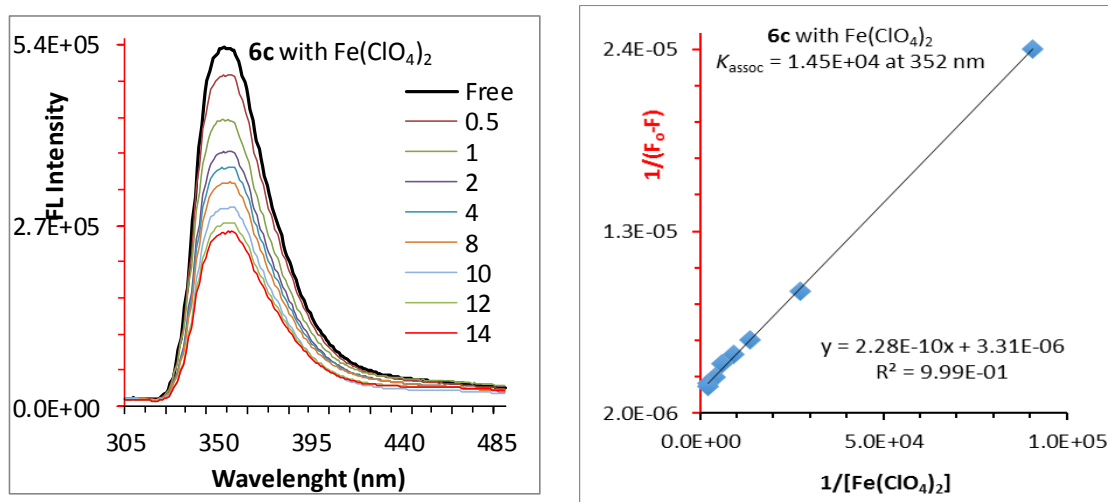 6c with Fe(ClO4)2
5.4E+05
2.7E+05
0.0E+00
FL Intensity
Free
0.5
1
2
4
8
10
12
14
305 350 395 440 485
Wavelenght (nm)
6c with Fe(ClO4)2
Kassoc = 1.45E+04 at 352 nm
2.4E-05
1.3E-05
2.0E-06
1/(Fo-F)
y = 2.28E-10x + 3.31E-06
R² = 9.99E-01
0.0E+00 5.0E+04 1.0E+05
1/[Fe(ClO4)2]